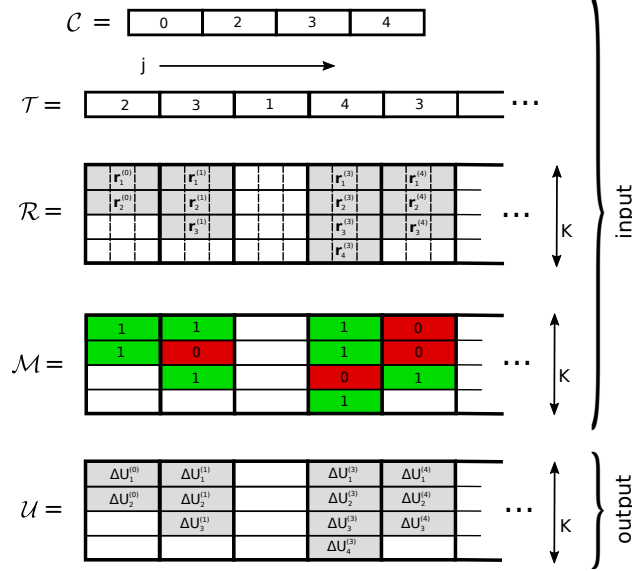 𝒞 = 0 2 3 4
j
𝒯 = 2 3 1 4 3 ...
ℛ = r₁⁽⁰⁾ r₁⁽¹⁾ r₁⁽³⁾ r₁⁽⁴⁾
r₂⁽⁰⁾ r₂⁽¹⁾ r₂⁽³⁾ r₂⁽⁴⁾ ...
r₃⁽¹⁾ r₃⁽³⁾ r₃⁽⁴⁾ K
r₄⁽³⁾
input
ℳ = 1 1 1 0
1 0 1 0 ...
1 0 1 K
1
𝒰 = ΔU₁⁽⁰⁾ ΔU₁⁽¹⁾ ΔU₁⁽³⁾ ΔU₁⁽⁴⁾
ΔU₂⁽⁰⁾ ΔU₂⁽¹⁾ ΔU₂⁽³⁾ ΔU₂⁽⁴⁾ ...
ΔU₃⁽¹⁾ ΔU₃⁽³⁾ ΔU₃⁽⁴⁾ K
ΔU₄⁽³⁾
output